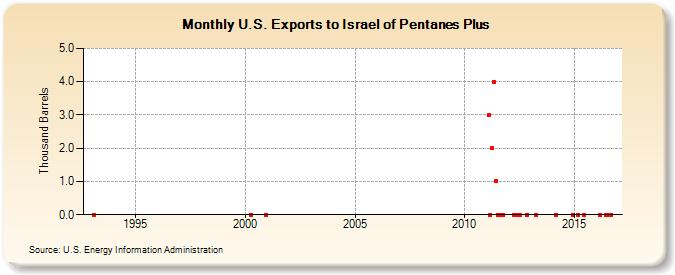 Monthly U.S. Exports to Israel of Pentanes Plus
Thousand Barrels
5.0
4.0
3.0
2.0
1.0
0.0
1995 2000 2005 2010 2015
Source: U.S. Energy Information Administration